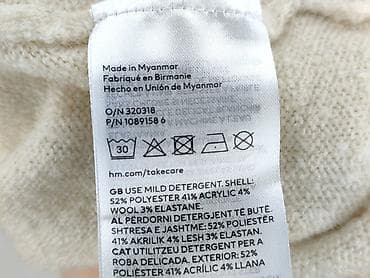 Made in Myanmar
Fabriqué en Birmanie
Hecho en Unión de Myanmar
O/N 320318
P/N 1089158 6
30
hm.com/takecare
GB USE MILD DETERGENT. SHELL:
52% POLYESTER 41% ACRYLIC 4%
WOOL 3% ELASTANE.
AL PËRDORNI DETERGJENT TË BUTË
SHTRESA E JASHTME: 52% POLIESTËR
41% AKRILIK 4% LESH 3% ELASTAN.
CAT UTILITZEU DETERGENT PER A
ROBA DELICADA. EXTERIOR: 52%
POLIÈSTER 41% ACRÍLIC 4% LLANA